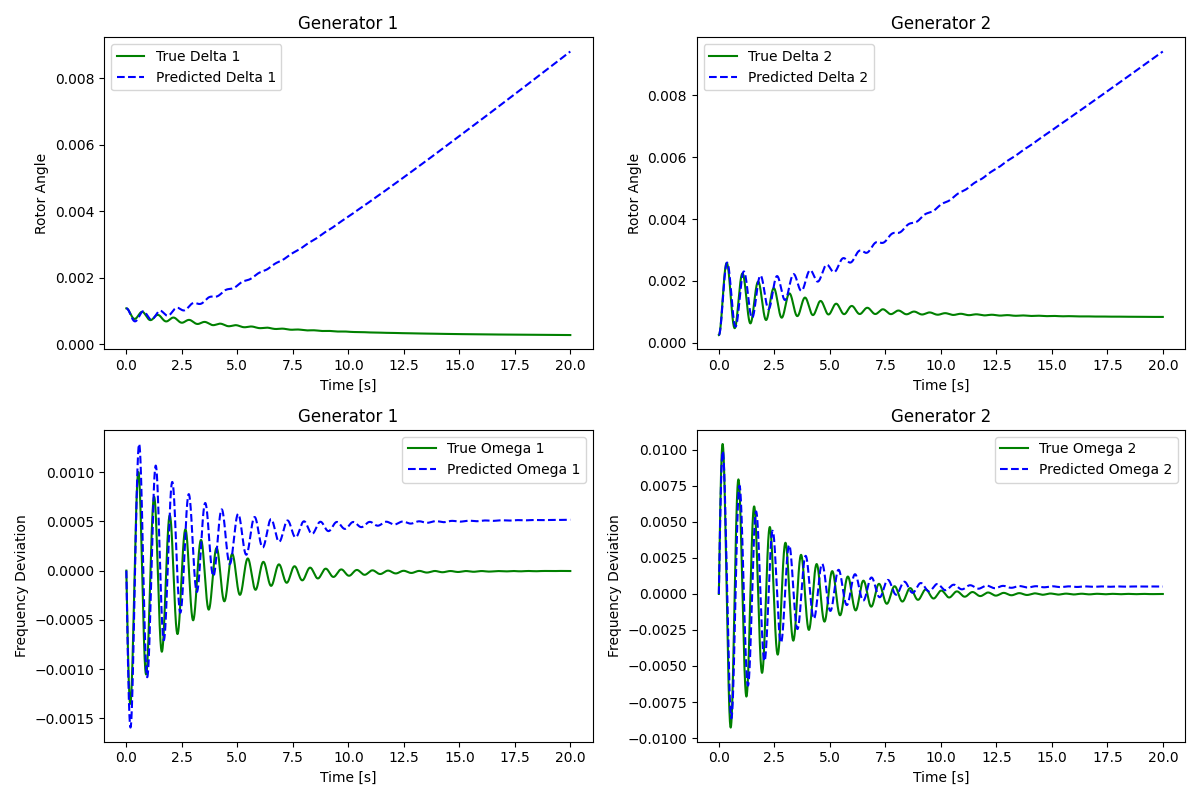 Generator 1
True Delta 1
Predicted Delta 1
0.008
0.006
0.004
0.002
0.000
Rotor Angle
0.0 2.5 5.0 7.5 10.0 12.5 15.0 17.5 20.0
Time [s]
Generator 2
True Delta 2
Predicted Delta 2
0.008
0.006
0.004
0.002
0.000
Rotor Angle
0.0 2.5 5.0 7.5 10.0 12.5 15.0 17.5 20.0
Time [s]
Generator 1
True Omega 1
Predicted Omega 1
0.0010
0.0005
0.0000
−0.0005
−0.0010
−0.0015
Frequency Deviation
0.0 2.5 5.0 7.5 10.0 12.5 15.0 17.5 20.0
Time [s]
Generator 2
True Omega 2
Predicted Omega 2
0.0100
0.0075
0.0050
0.0025
0.0000
−0.0025
−0.0050
−0.0075
−0.0100
Frequency Deviation
0.0 2.5 5.0 7.5 10.0 12.5 15.0 17.5 20.0
Time [s]